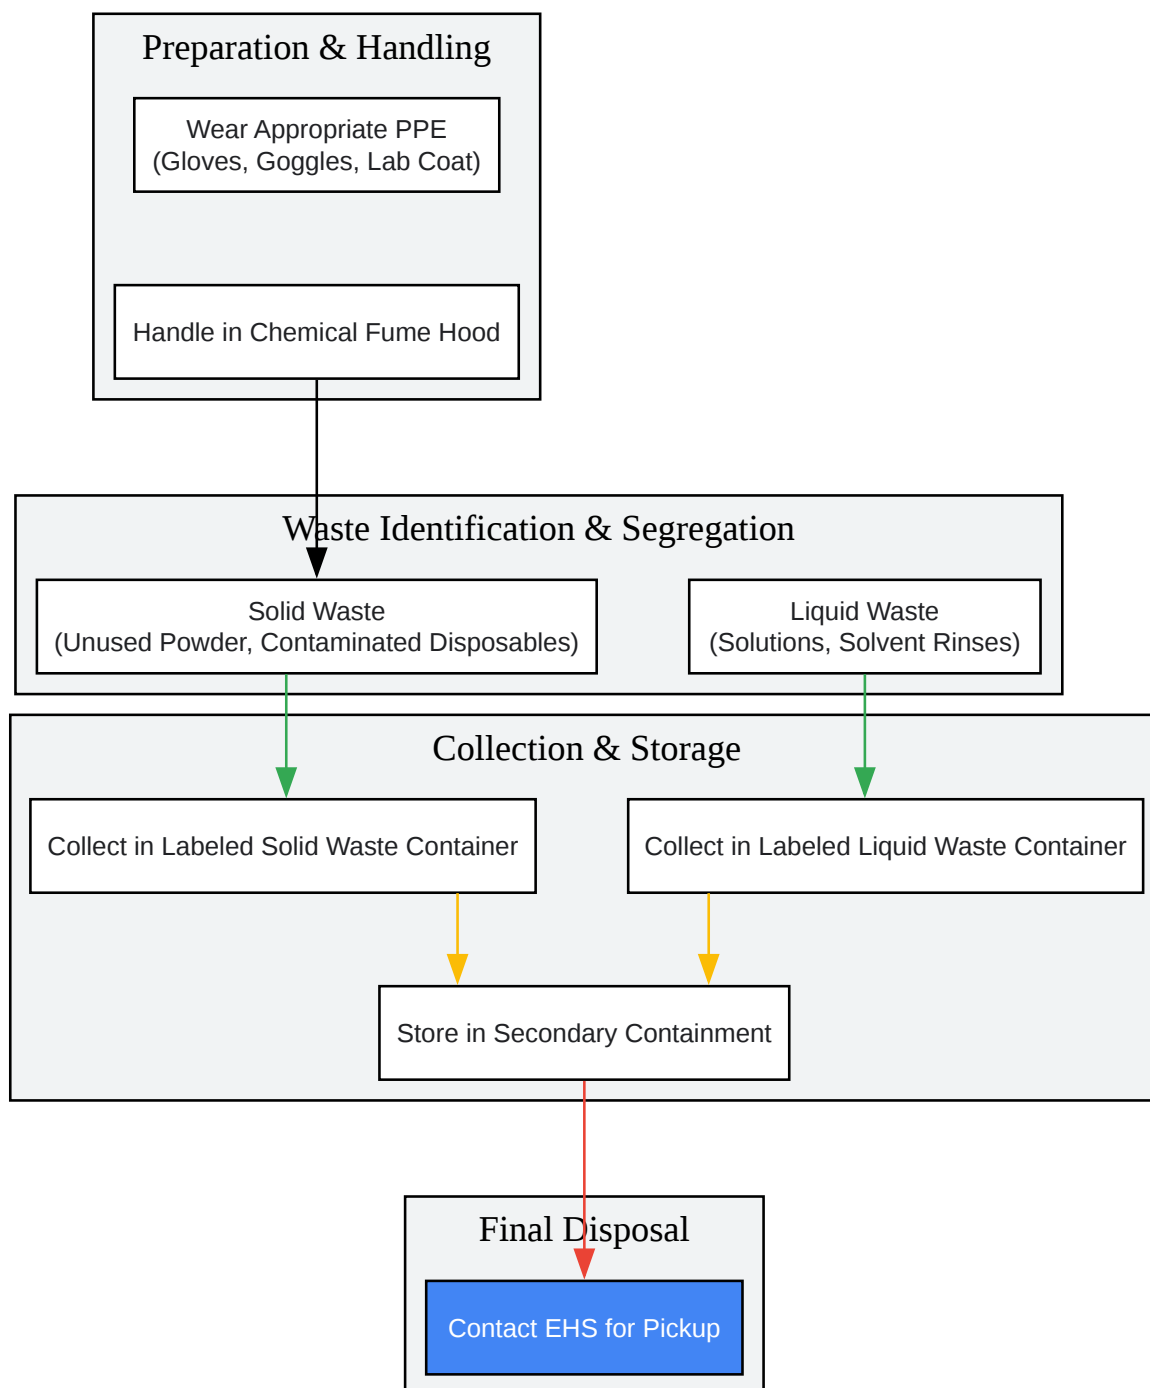 Preparation & Handling
Wear Appropriate PPE
(Gloves, Goggles, Lab Coat)
Handle in Chemical Fume Hood
Waste Identification & Segregation
Solid Waste
(Unused Powder, Contaminated Disposables)
Liquid Waste
(Solutions, Solvent Rinses)
Collection & Storage
Collect in Labeled Solid Waste Container
Collect in Labeled Liquid Waste Container
Store in Secondary Containment
Final Disposal
Contact EHS for Pickup